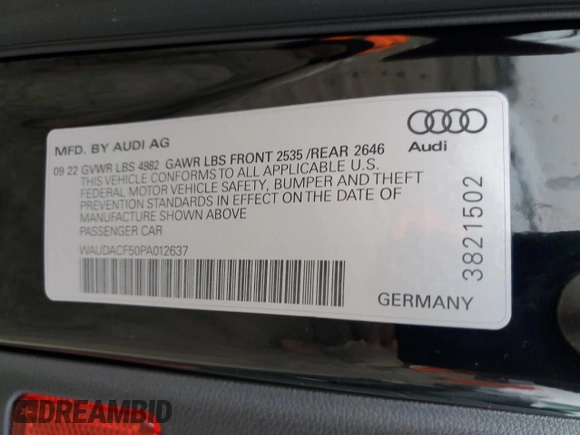 MFD. BY AUDI AG
09 22 GVWR LBS 4982 GAWR LBS FRONT 2535 /REAR 2646
THIS VEHICLE CONFORMS TO ALL APPLICABLE U.S.
FEDERAL MOTOR VEHICLE SAFETY, BUMPER AND THEFT
PREVENTION STANDARDS IN EFFECT ON THE DATE OF
MANUFACTURE SHOWN ABOVE
PASSENGER CAR
WAUDACF50PA012637
Audi
3821502
GERMANY
DREAMBID